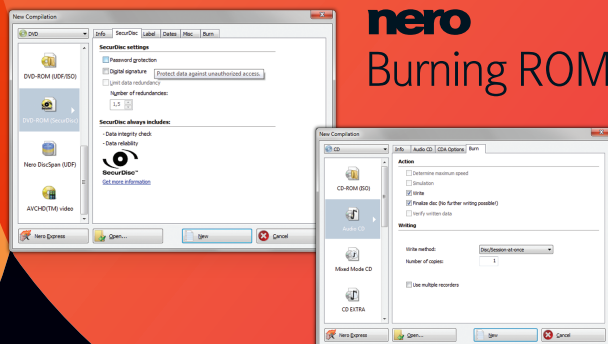 nero
Burning ROM
New Compilation
DVD
Info SecurDisc Label Dates Misc Burn
SecurDisc settings
Password protection
Digital signature
Protect data against unauthorized access.
Limit data redundancy
Number of redundancies:
1,5
SecurDisc always includes:
- Data integrity check
- Data reliability
SecurDisc™
Get more information
DVD-ROM (UDF/ISO)
DVD-ROM (SecurDisc)
Nero DiscSpan (UDF)
AVCHD(TM) video
Nero Express
Open...
New
Cancel
New Compilation
CD
Info Audio CD CDA Options Burn
Action
Determine maximum speed
Simulation
Write
Finalize disc (No further writing possible!)
Verify written data
Writing
Write method: Disc/Session-at-once
Number of copies: 1
Use multiple recorders
CD-ROM (ISO)
Audio CD
Mixed Mode CD
CD EXTRA
Nero Express
Open...
New
Cancel